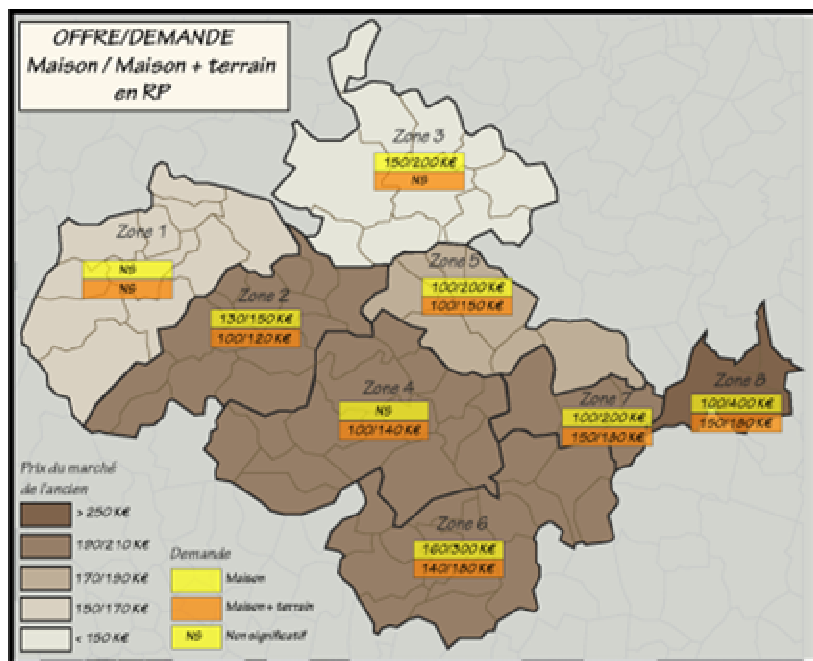 OFFRE/DEMANDE
Maison / Maison + terrain
en RP
Zone 3
150/200 K€
NS
Zone 1
NS
NS
Zone 5
100/200 K€
100/150 K€
Zone 2
130/150 K€
100/120 K€
Zone 4
NS
100/140 K€
Zone 7
100/200 K€
150/180 K€
Zone 8
100/400 K€
150/180 K€
Zone 6
160/300 K€
140/180 K€
Prix du marché
de l'ancien
> 250 K€
190/210 K€
170/190 K€
150/170 K€
< 150 K€
Demande
Maison
Maison + terrain
NS Non significatif